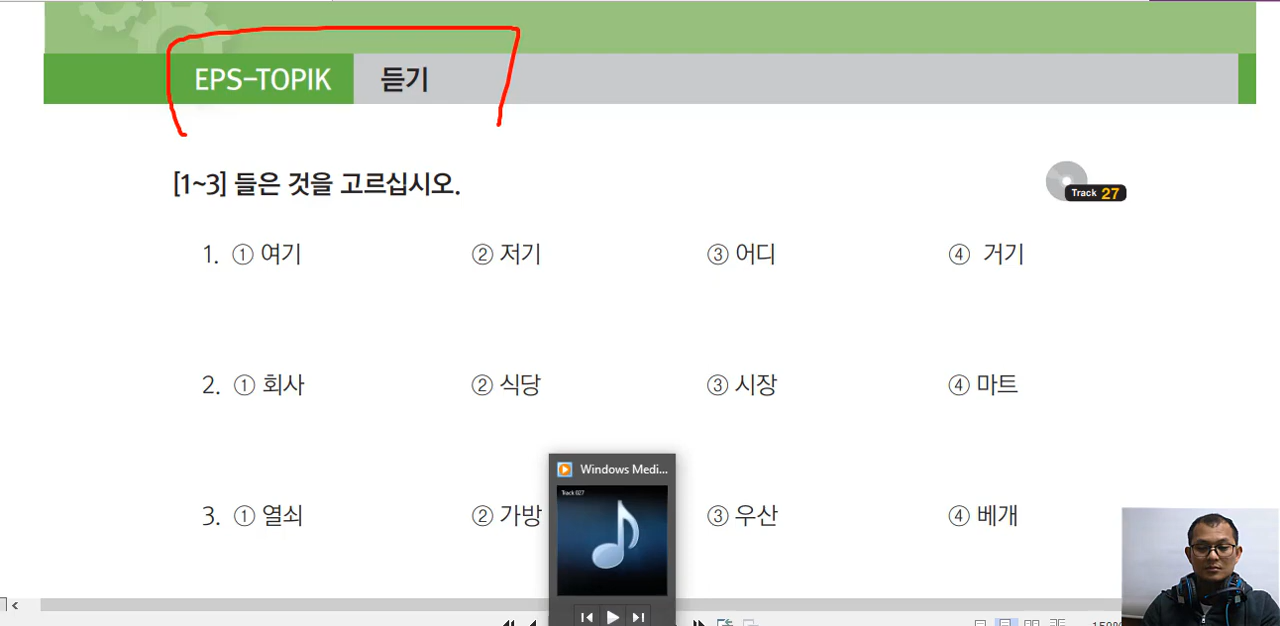 EPS-TOPIK 듣기
[1~3] 들은 것을 고르십시오.
Track 27
1. ① 여기 ② 저기 ③ 어디 ④ 거기
2. ① 회사 ② 식당 ③ 시장 ④ 마트
Windows Medi...
Track 027
3. ① 열쇠 ② 가방 ③ 우산 ④ 베개